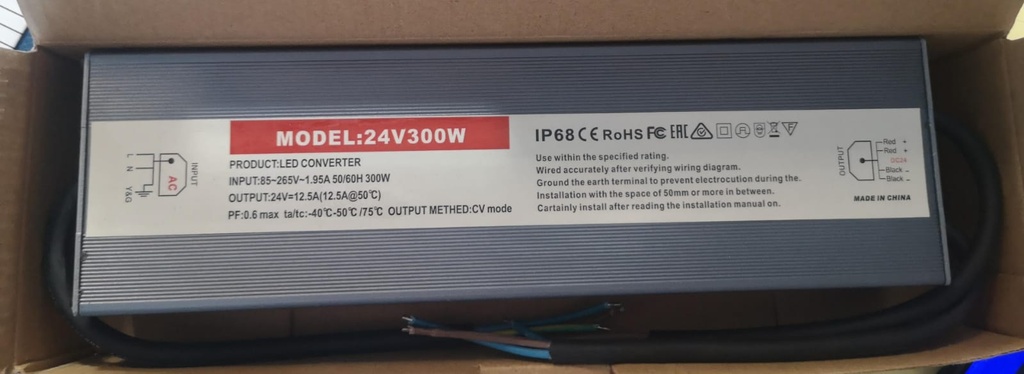 MODEL:24V300W
PRODUCT:LED CONVERTER
INPUT:85~265V~1.95A 50/60H 300W
OUTPUT:24V=12.5A(12.5A@50℃)
PF:0.6 max ta/tc:-40℃-50℃/75℃ OUTPUT METHED:CV mode
L N Y&G
AC
INPUT
IP68 CE RoHS FC EAC
Use within the specified rating.
Wired accurately after verifying wiring diagram.
Ground the earth terminal to prevent electrocution during the.
Installation with the space of 50mm or more in between.
Cartainly install after reading the installation manual on.
OUTPUT
Red +
Red +
DC24
Black -
Black -
MADE IN CHINA